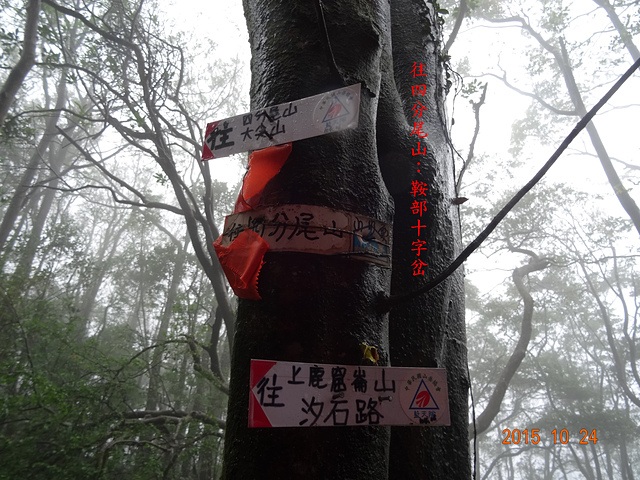 往 四分尾山
大尖山
往四分尾山
往四分尾山：鞍部十字岔
往 上鹿窟崙山
汐石路
2015 10 24